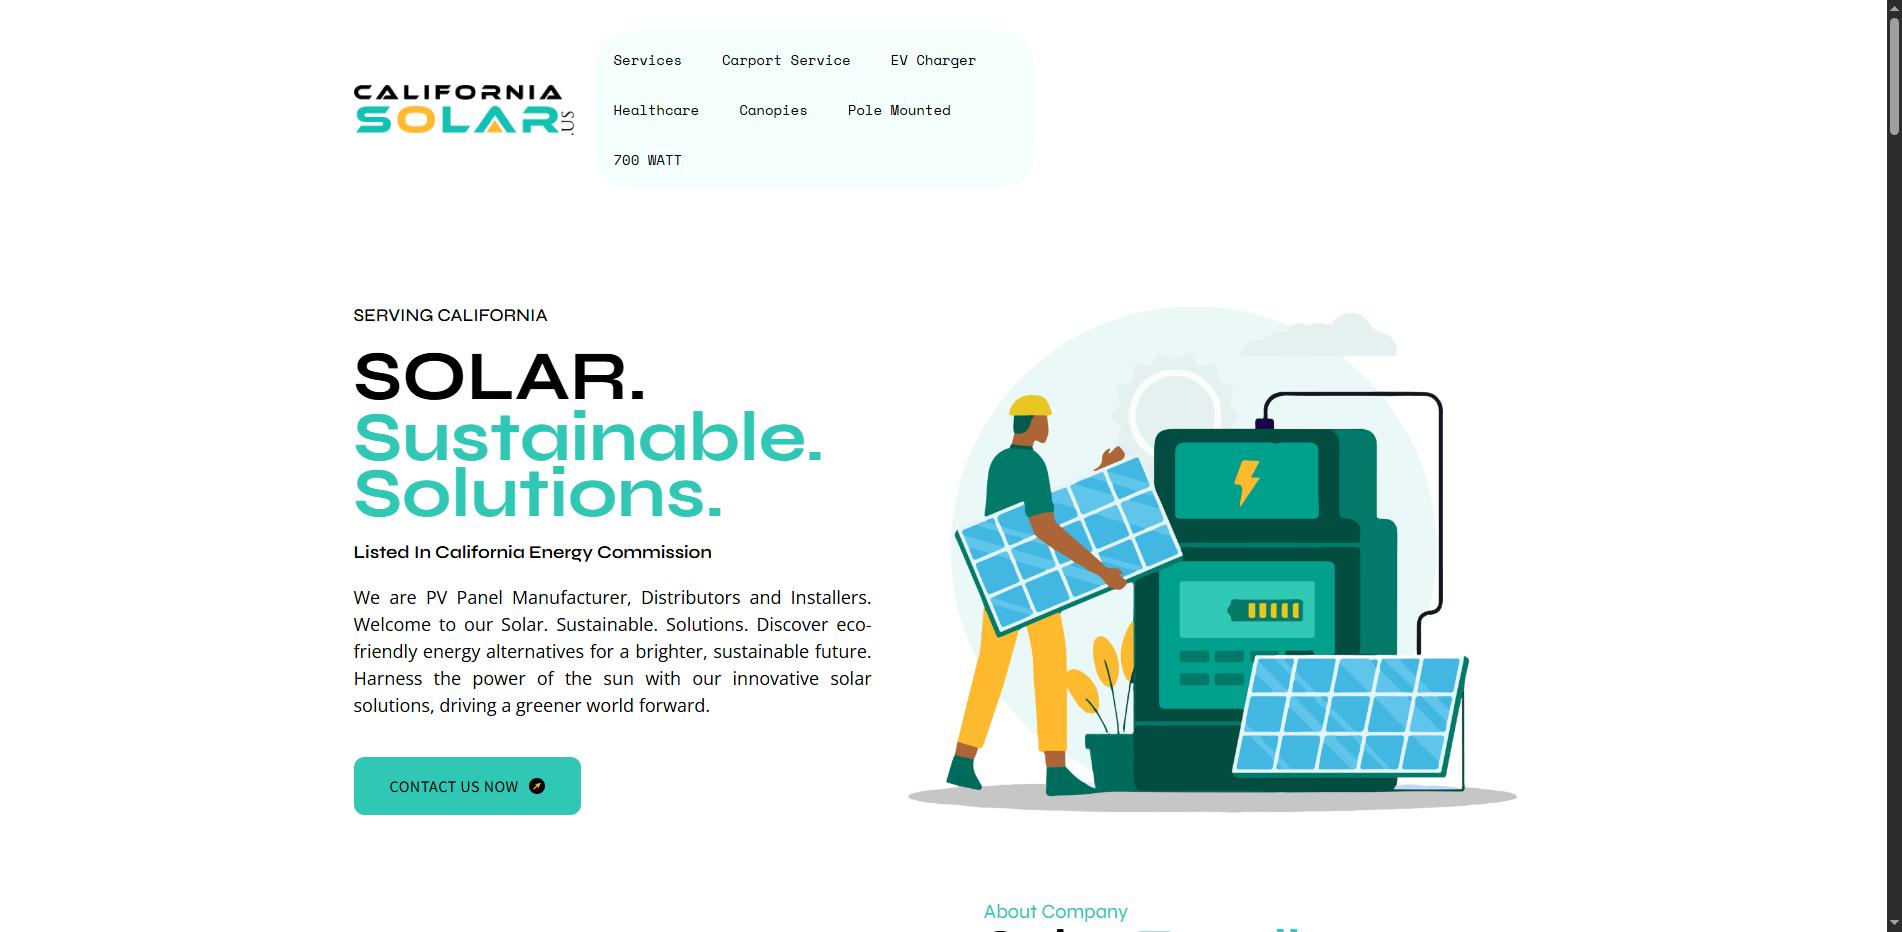 CALIFORNIA
SOLAR
.US
Services Carport Service EV Charger
Healthcare Canopies Pole Mounted
700 WATT
SERVING CALIFORNIA
SOLAR.
Sustainable.
Solutions.
Listed In California Energy Commission
We are PV Panel Manufacturer, Distributors and Installers.
Welcome to our Solar. Sustainable. Solutions. Discover eco-
friendly energy alternatives for a brighter, sustainable future.
Harness the power of the sun with our innovative solar
solutions, driving a greener world forward.
CONTACT US NOW
About Company